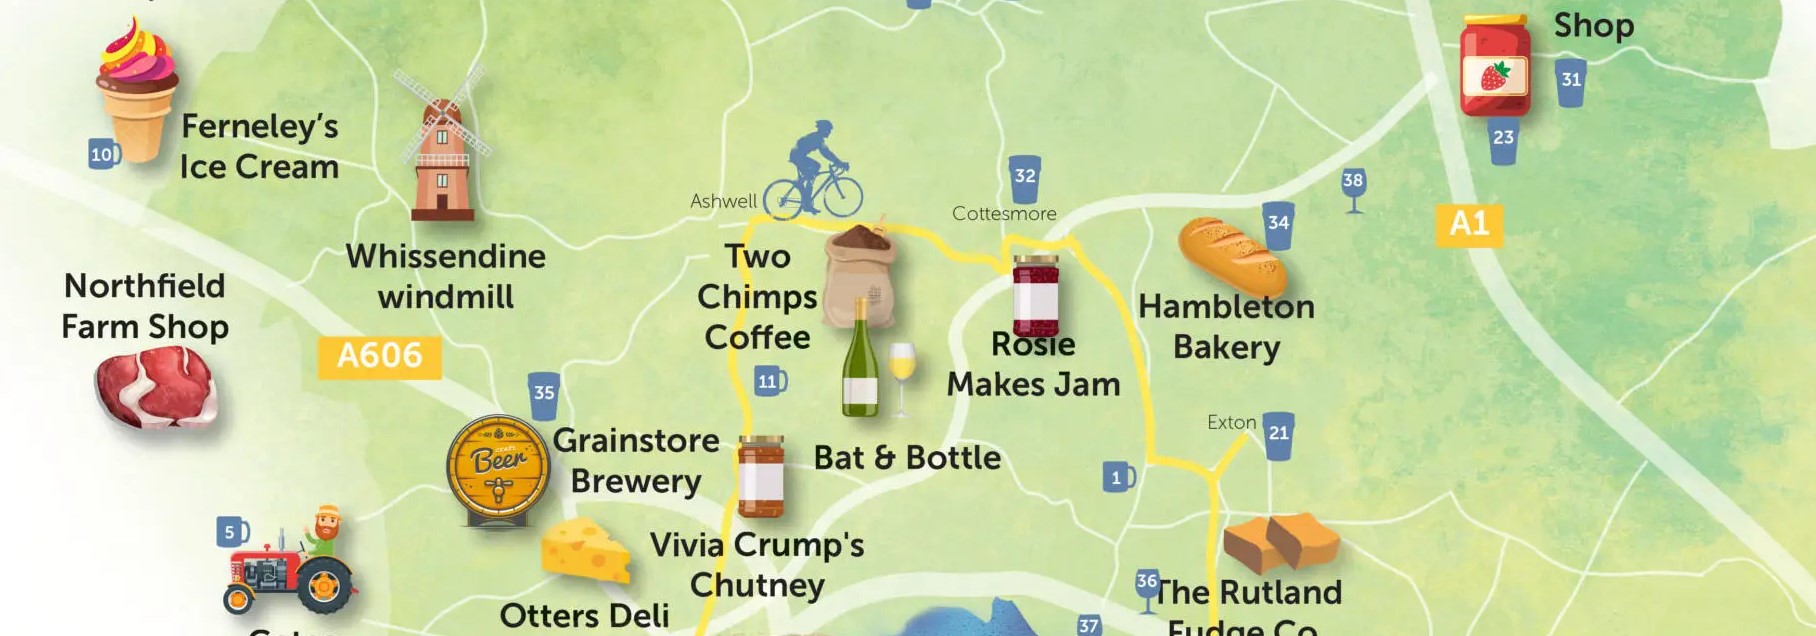 Shop
31
23
Ferneley's
Ice Cream
10
32
38
Ashwell
Cottesmore
34
A1
Whissendine
windmill
Two
Chimps
Coffee
Northfield
Farm Shop
Hambleton
Bakery
Rosie
Makes Jam
A606
35
11
Beer
Grainstore
Brewery
Bat & Bottle
Exton
21
1
5
Vivia Crump's
Chutney
36
The Rutland
Fudge Co
Otters Deli
37